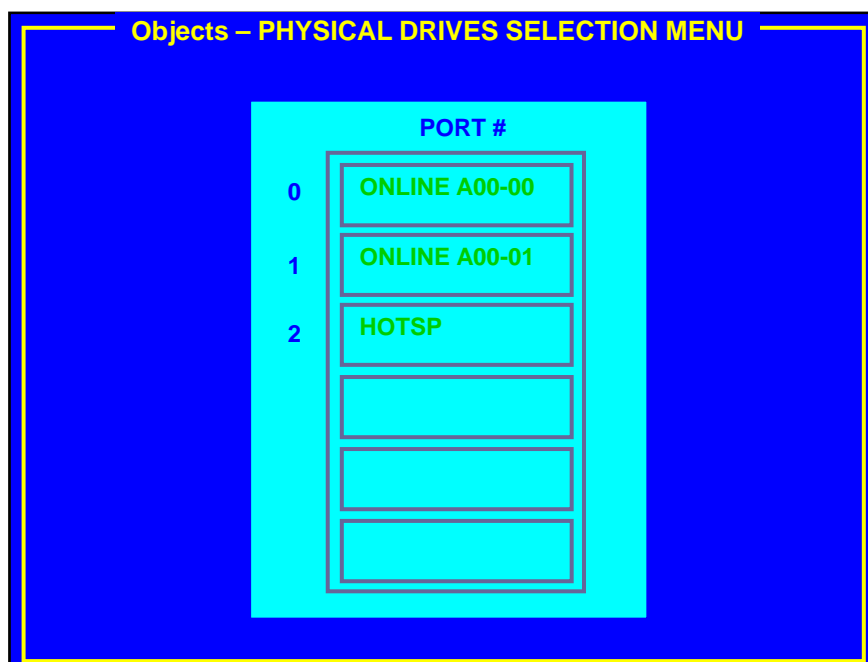 Objects – PHYSICAL DRIVES SELECTION MENU
PORT #
0 ONLINE A00-00
1 ONLINE A00-01
2 HOTSP